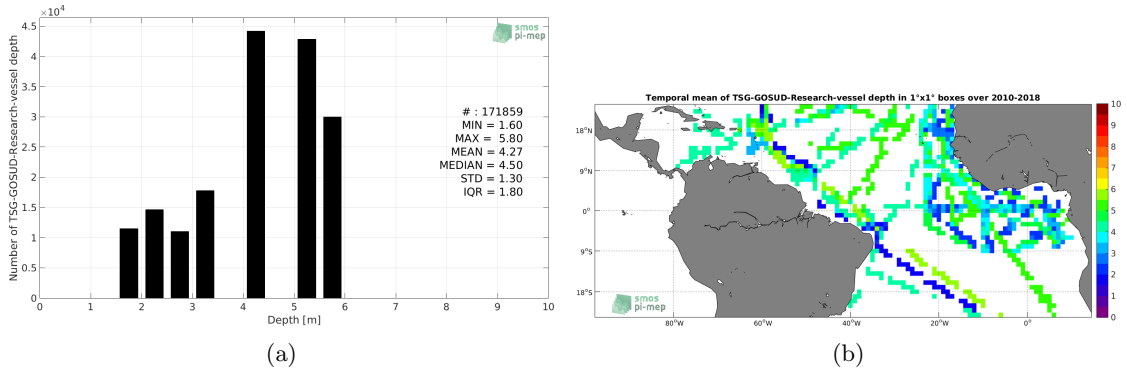 ×10⁴
4.5
4
3.5
3
2.5
2
1.5
1
0.5
0
Number of TSG-GOSUD-Research-vessel depth
0 1 2 3 4 5 6 7 8 9 10
Depth [m]
smos
pi-mep
# : 171859
MIN = 1.60
MAX = 5.80
MEAN = 4.27
MEDIAN = 4.50
STD = 1.30
IQR = 1.80
(a)
Temporal mean of TSG-GOSUD-Research-vessel depth in 1°x1° boxes over 2010-2018
18°N
9°N
0°
9°S
18°S
80°W 60°W 40°W 20°W 0°
smos
pi-mep
10
9
8
7
6
5
4
3
2
1
0
(b)